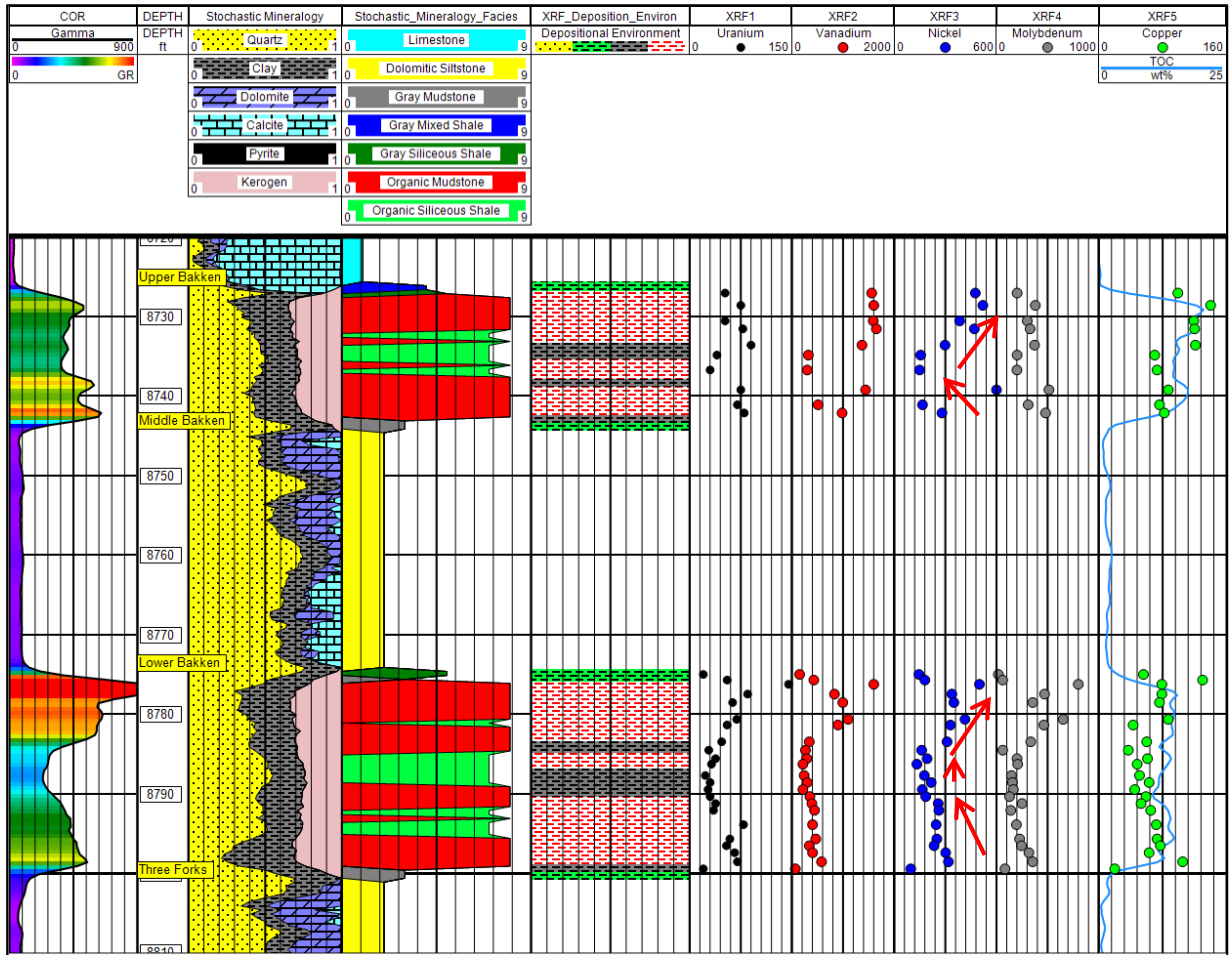 COR DEPTH Stochastic Mineralogy Stochastic_Mineralogy_Facies XRF_Deposition_Environ XRF1 XRF2 XRF3 XRF4 XRF5
Gamma DEPTH Quartz Limestone Depositional Environment Uranium Vanadium Nickel Molybdenum Copper
0 900 ft 0 1 0 9 0 150 0 2000 0 600 0 1000 0 160
0 GR Clay Dolomitic Siltstone TOC
0 1 0 9 0 wt% 25
Dolomite Gray Mudstone
0 1 0 9
Calcite Gray Mixed Shale
0 1 0 9
Pyrite Gray Siliceous Shale
0 1 0 9
Kerogen Organic Mudstone
0 1 0 9
Organic Siliceous Shale
0 9
8720
Upper Bakken
8730
8740
Middle Bakken
8750
8760
8770
Lower Bakken
8780
8790
Three Forks
8810